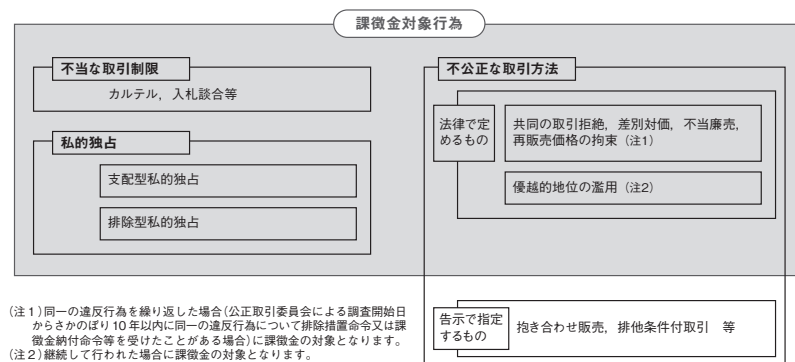 課徴金対象行為
不当な取引制限
カルテル，入札談合等
私的独占
支配型私的独占
排除型私的独占
不公正な取引方法
法律で定
めるもの
共同の取引拒絶，差別対価，不当廉売，
再販売価格の拘束（注1）
優越的地位の濫用（注2）
告示で指定
するもの
抱き合わせ販売，排他条件付取引　等
（注１）同一の違反行為を繰り返した場合（公正取引委員会による調査開始日
からさかのぼり10年以内に同一の違反行為について排除措置命令又は課
徴金納付命令等を受けたことがある場合）に課徴金の対象となります。
（注２）継続して行われた場合に課徴金の対象となります。